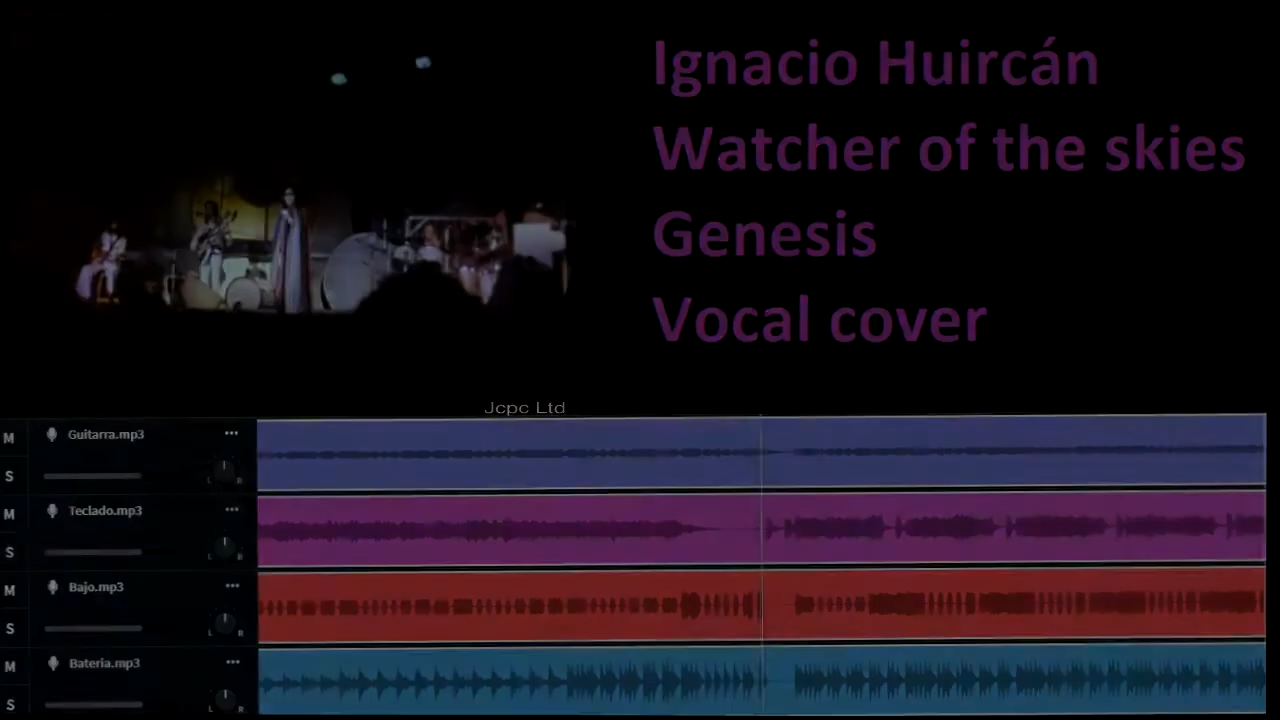 Ignacio Huircán
Watcher of the skies
Genesis
Vocal cover
Jcpc Ltd
M
Guitarra.mp3
S
L R
M
Teclado.mp3
S
L R
M
Bajo.mp3
S
L R
M
Bateria.mp3
S
L R